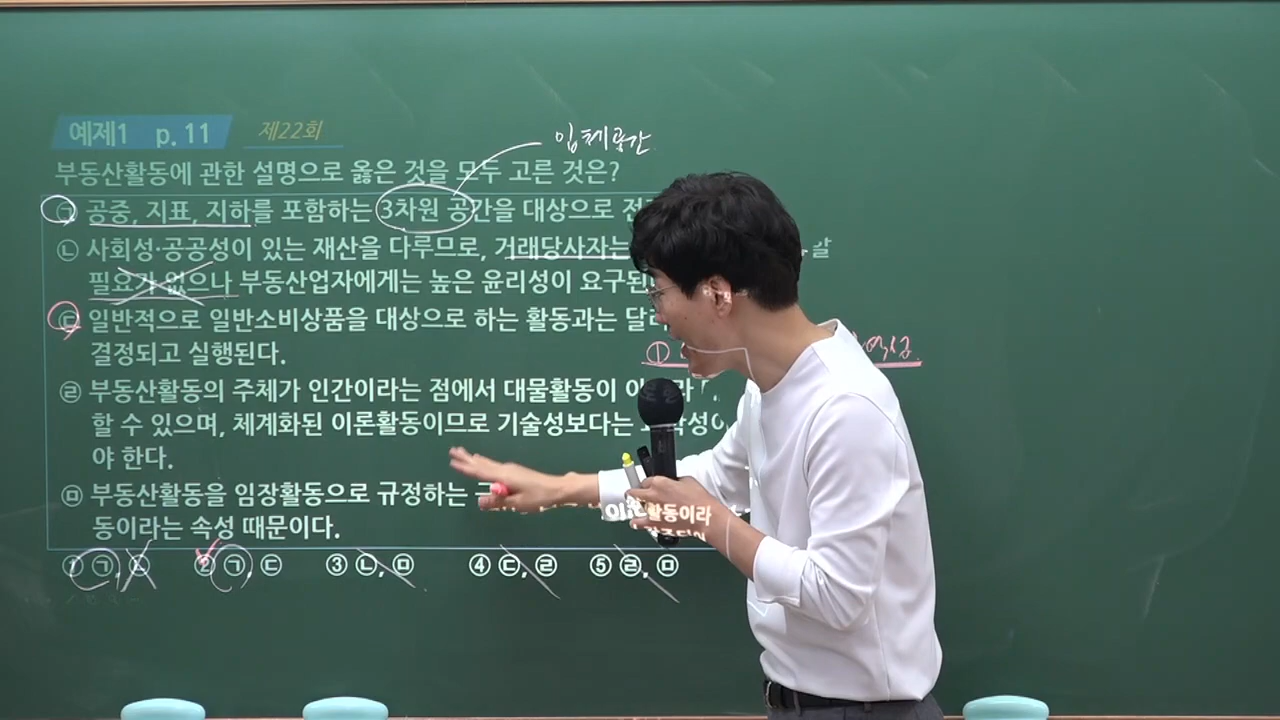 예제1 p. 11 제22회
입체공간
부동산활동에 관한 설명으로 옳은 것을 모두 고른 것은?
㉠ 공중, 지표, 지하를 포함하는 3차원 공간을 대상으로
㉡ 사회성·공공성이 있는 재산을 다루므로, 거래당사자는
필요가 없으나 부동산업자에게는 높은 윤리성이 요구된
㉢ 일반적으로 일반소비상품을 대상으로 하는 활동과는
결정되고 실행된다.
①
㉣ 부동산활동의 주체가 인간이라는 점에서 대물활동이
할 수 있으며, 체계화된 이론활동이므로 기술성보다는
야 한다.
㉤ 부동산활동을 임장활동으로 규정하는
이론활동이라
동이라는 속성 때문이다.
① ㉠, ㉡ ② ㉠, ㉢ ③ ㉡, ㉤ ④ ㉢, ㉣ ⑤ ㉣, ㉤